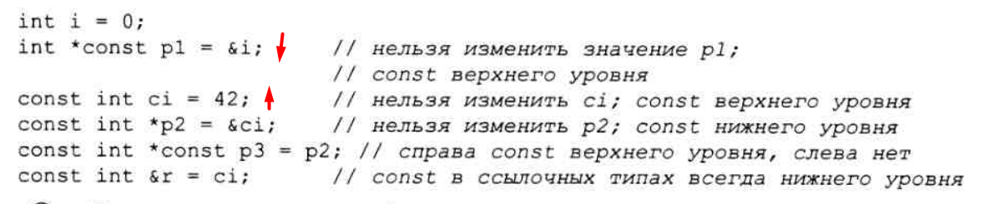 int i = 0;
int *const p1 = &i; // нельзя изменить значение p1;
// const верхнего уровня
const int ci = 42; // нельзя изменить ci; const верхнего уровня
const int *p2 = &ci; // нельзя изменить p2; const нижнего уровня
const int *const p3 = p2; // справа const верхнего уровня, слева нет
const int &r = ci; // const в ссылочных типах всегда нижнего уровня